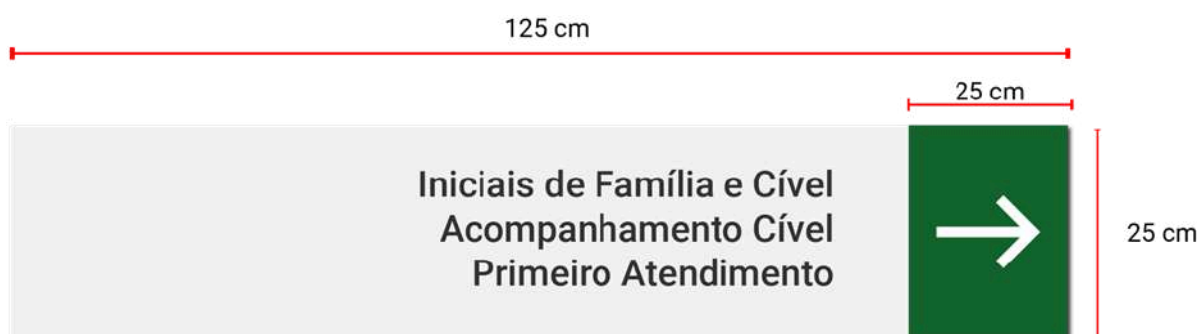 125 cm
25 cm
Iniciais de Família e Cível
Acompanhamento Cível
Primeiro Atendimento
25 cm